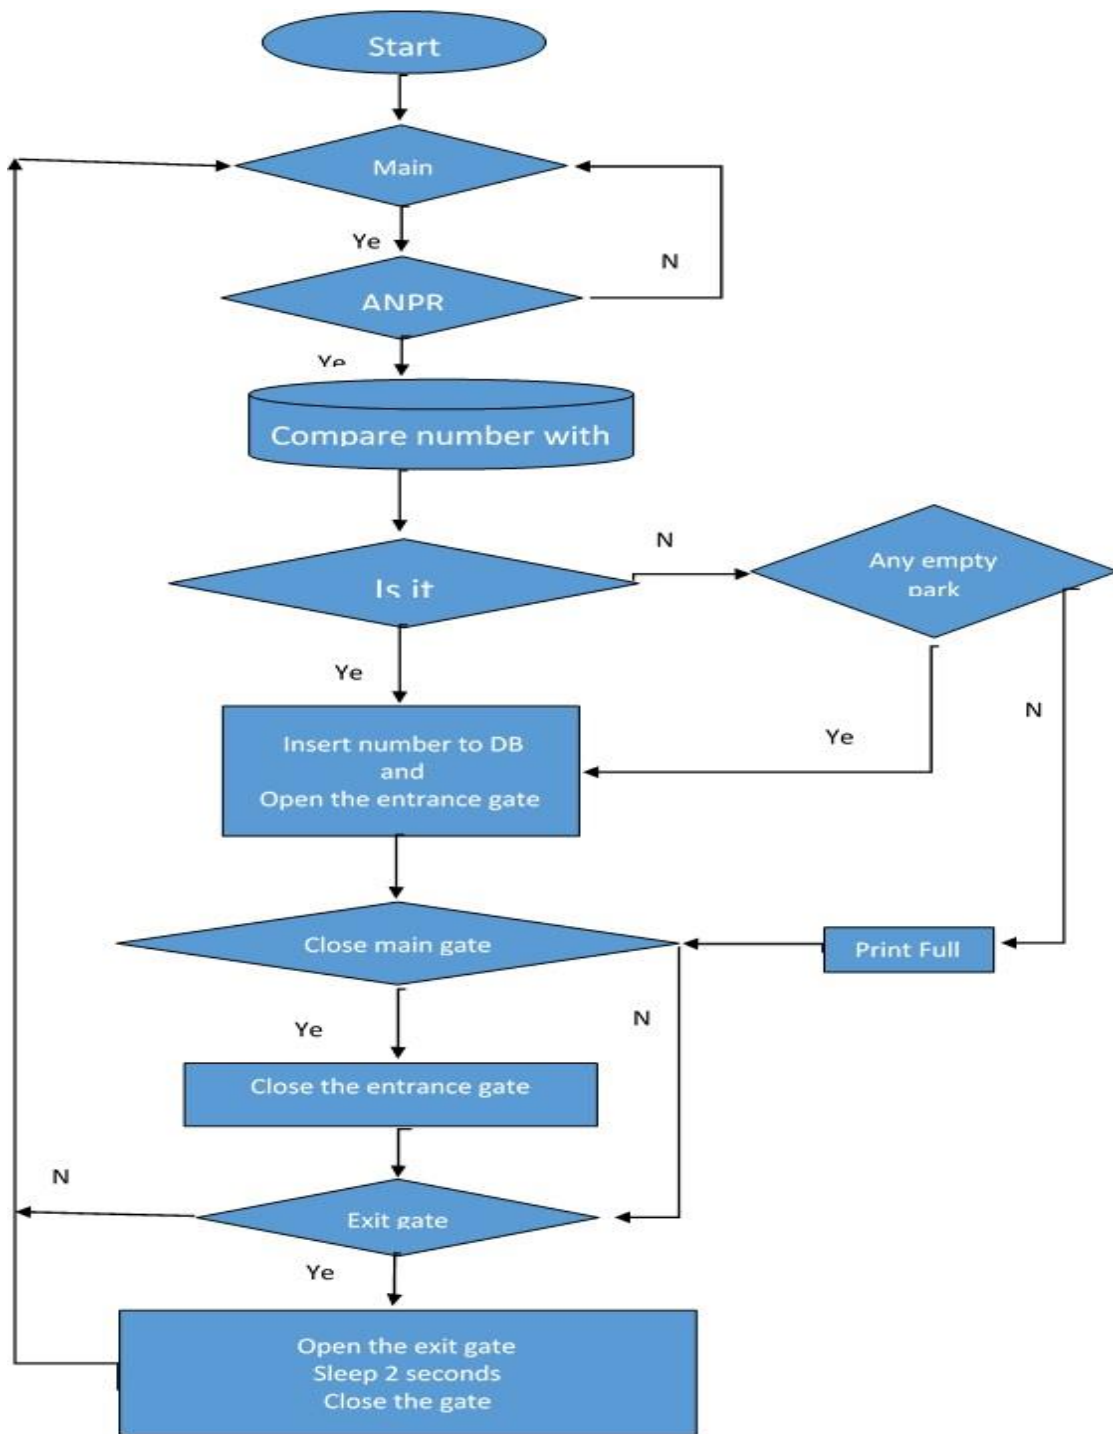 Start
Main
Ye
N
ANPR
Ye
Compare number with
N
Any empty
park
Is it
Ye
N
Ye
Insert number to DB
and
Open the entrance gate
Close main gate
Print Full
Ye
N
Close the entrance gate
N
Exit gate
Ye
Open the exit gate
Sleep 2 seconds
Close the gate